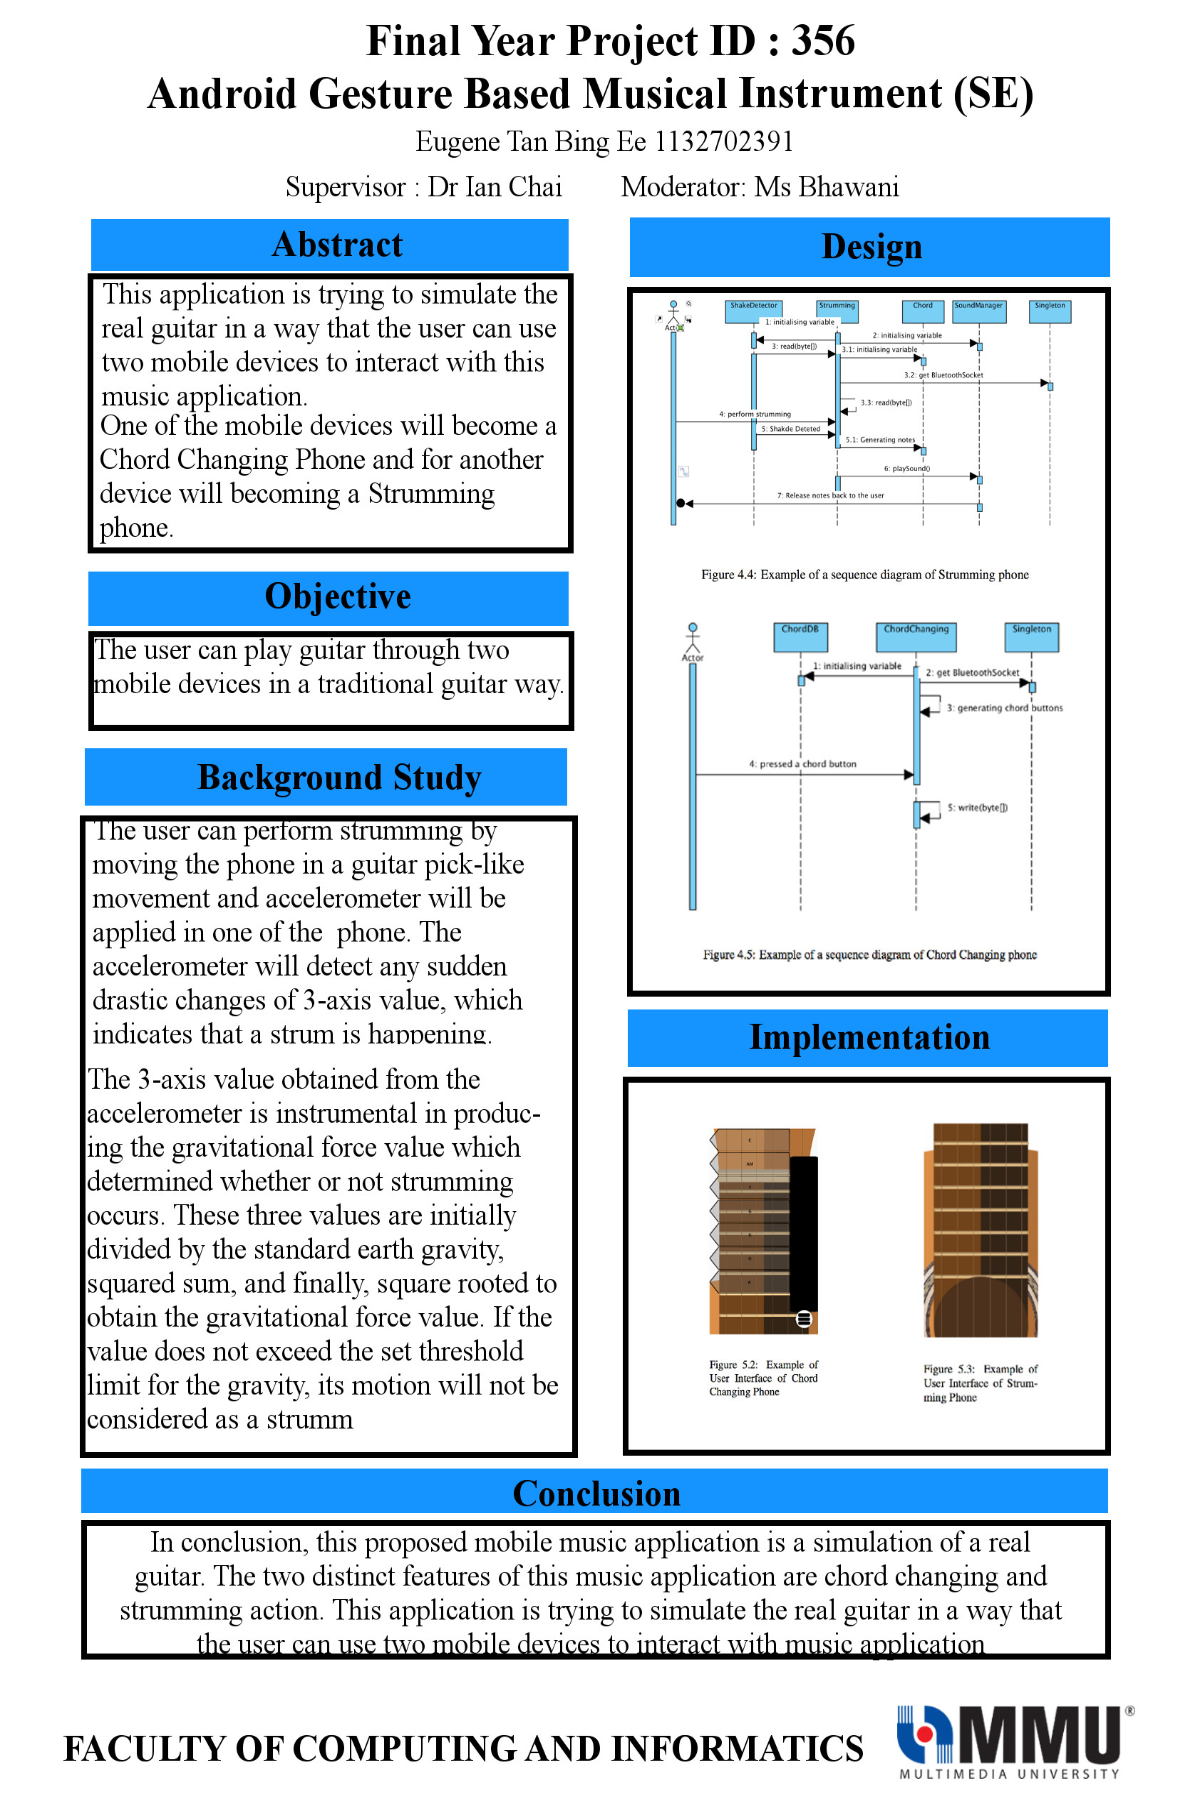 Final Year Project ID : 356
Android Gesture Based Musical Instrument (SE)
Eugene Tan Bing Ee 1132702391
Supervisor : Dr Ian Chai Moderator: Ms Bhawani
Abstract
This application is trying to simulate the
real guitar in a way that the user can use
two mobile devices to interact with this
music application.
One of the mobile devices will become a
Chord Changing Phone and for another
device will becoming a Strumming
phone.
Objective
The user can play guitar through two
mobile devices in a traditional guitar way.
Background Study
The user can perform strumming by
moving the phone in a guitar pick-like
movement and accelerometer will be
applied in one of the  phone. The
accelerometer will detect any sudden
drastic changes of 3-axis value, which
indicates that a strum is happening.
The 3-axis value obtained from the
accelerometer is instrumental in produc-
ing the gravitational force value which
determined whether or not strumming
occurs. These three values are initially
divided by the standard earth gravity,
squared sum, and finally, square rooted to
obtain the gravitational force value. If the
value does not exceed the set threshold
limit for the gravity, its motion will not be
considered as a strumm
Design
ShakeDetector Strumming Chord SoundManager Singleton
Actor
1: initialising variable
2: initialising variable
3: read(byte[])
3.1: initialising variable
3.2: get BluetoothSocket
3.3: read(byte[])
4: perform strumming
5: Shakde Deteted
5.1: Generating notes
6: playSound()
7: Release notes back to the user
Figure 4.4: Example of a sequence diagram of Strumming phone
ChordDB ChordChanging Singleton
Actor
1: initialising variable
2: get BluetoothSocket
3: generating chord buttons
4: pressed a chord button
5: write(byte[])
Figure 4.5: Example of a sequence diagram of Chord Changing phone
Implementation
Figure 5.2: Example of
User Interface of Chord
Changing Phone
Figure 5.3: Example of
User Interface of Strum-
ming Phone
Conclusion
In conclusion, this proposed mobile music application is a simulation of a real
guitar. The two distinct features of this music application are chord changing and
strumming action. This application is trying to simulate the real guitar in a way that
the user can use two mobile devices to interact with music application
FACULTY OF COMPUTING AND INFORMATICS
MMU®
MULTIMEDIA UNIVERSITY